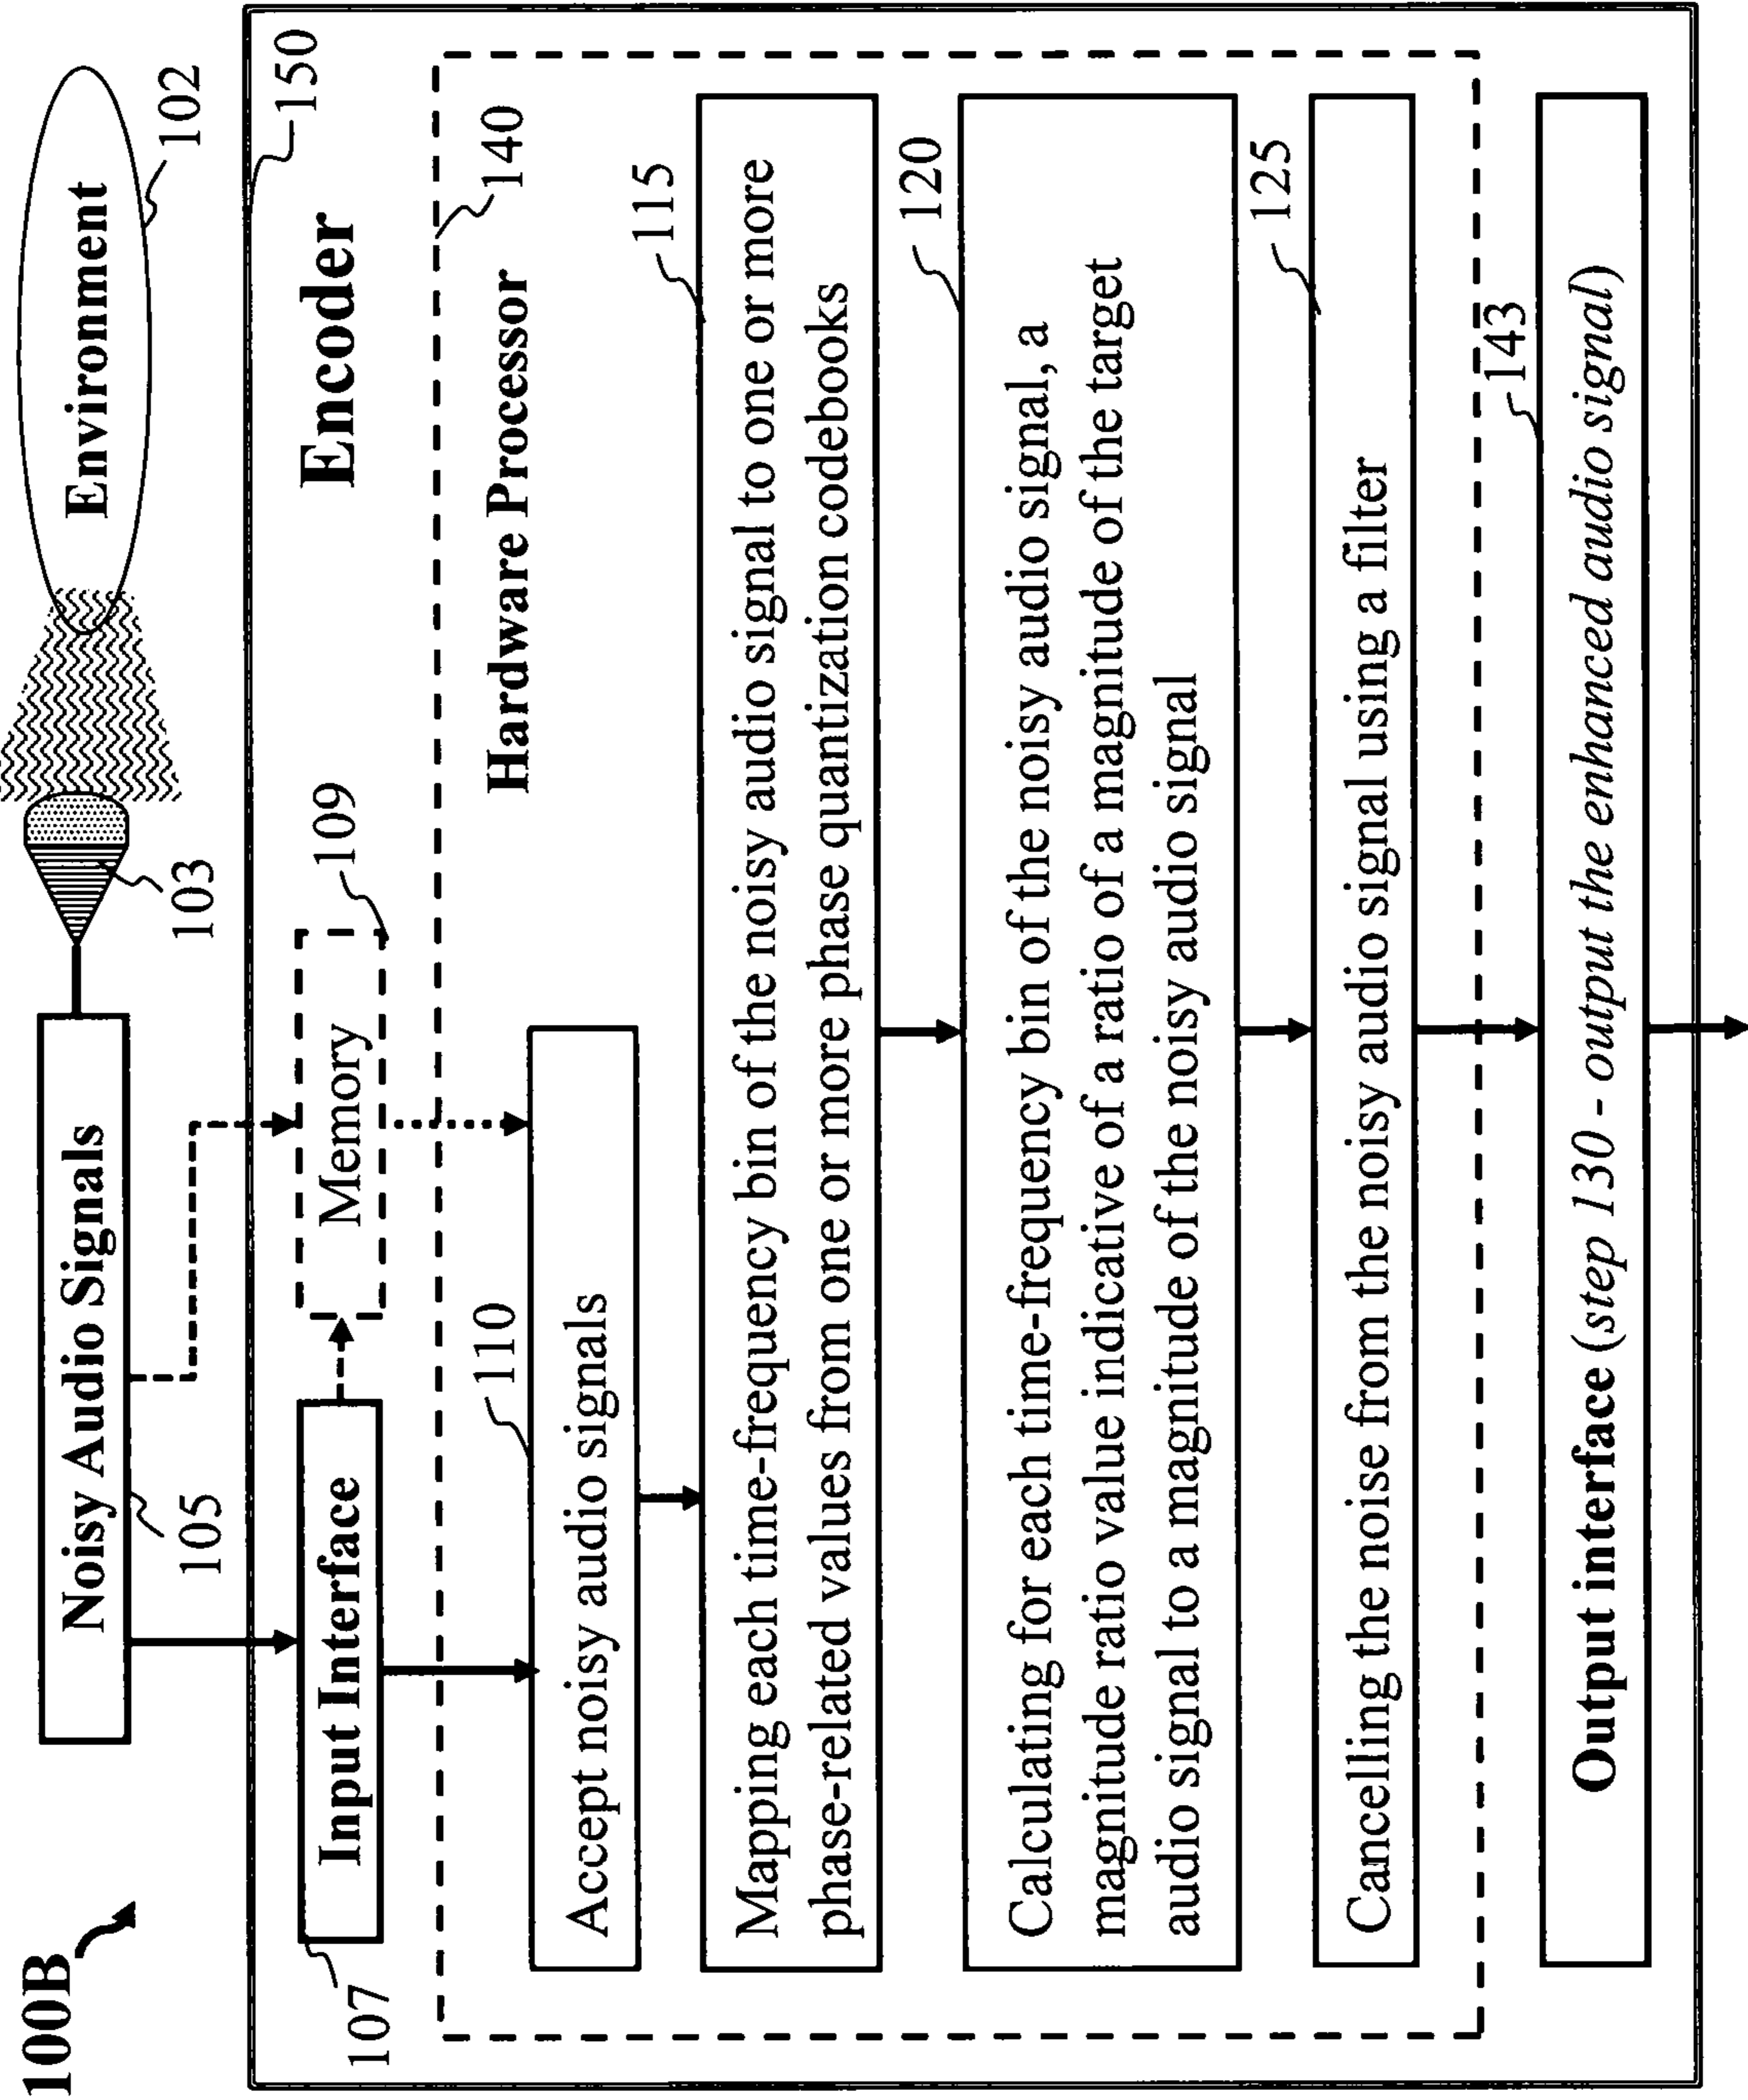 100B
Noisy Audio Signals
105
103
Environment
102
150
107
Input Interface
Memory
109
Encoder
140
Hardware Processor
110
Accept noisy audio signals
115
Mapping each time-frequency bin of the noisy audio signal to one or more
phase-related values from one or more phase quantization codebooks
120
Calculating for each time-frequency bin of the noisy audio signal, a
magnitude ratio value indicative of a ratio of a magnitude of the target
audio signal to a magnitude of the noisy audio signal
125
Cancelling the noise from the noisy audio signal using a filter
143
Output interface (step 130 - output the enhanced audio signal)